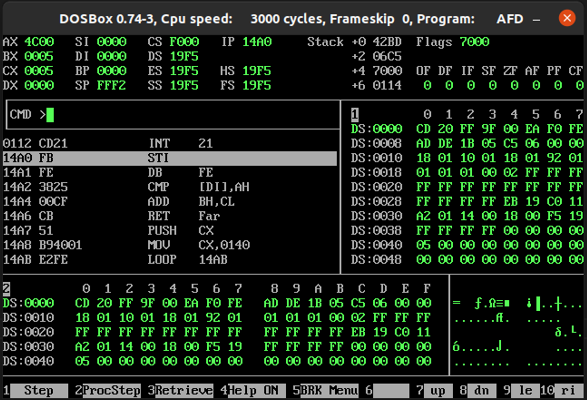 DOSBox 0.74-3, Cpu speed: 3000 cycles, Frameskip 0, Program: AFD
AX 4C00 SI 0000 CS F000 IP 14A0 Stack +0 42BD Flags 7000
BX 0005 DI 0000 DS 19F5 +2 06C5
CX 0005 BP 0000 ES 19F5 HS 19F5 +4 7000 OF DF IF SF ZF AF PF CF
DX 0000 SP FFF2 SS 19F5 FS 19F5 +6 0114 0 0 0 0 0 0 0 0
CMD >
1 0 1 2 3 4 5 6 7
DS:0000 CD 20 FF 9F 00 EA F0 FE
DS:0008 AD DE 1B 05 C5 06 00 00
DS:0010 18 01 10 01 18 01 92 01
DS:0018 01 01 01 00 02 FF FF FF
DS:0020 FF FF FF FF FF FF FF FF
DS:0028 FF FF FF FF EB 19 C0 11
DS:0030 A2 01 14 00 18 00 F5 19
DS:0038 FF FF FF FF 00 00 00 00
DS:0040 05 00 00 00 00 00 00 00
DS:0048 00 00 00 00 00 00 00 00
0112 CD21 INT 21
14A0 FB STI
14A1 FE DB FE
14A2 3825 CMP [DI],AH
14A4 00CF ADD BH,CL
14A6 CB RET Far
14A7 51 PUSH CX
14A8 B94001 MOV CX,0140
14AB E2FE LOOP 14AB
2 0 1 2 3 4 5 6 7 8 9 A B C D E F
DS:0000 CD 20 FF 9F 00 EA F0 FE AD DE 1B 05 C5 06 00 00
DS:0010 18 01 10 01 18 01 92 01 01 01 01 00 02 FF FF FF
DS:0020 FF FF FF FF FF FF FF FF FF FF FF FF EB 19 C0 11
DS:0030 A2 01 14 00 18 00 F5 19 FF FF FF FF 00 00 00 00
DS:0040 05 00 00 00 00 00 00 00 00 00 00 00 00 00 00 00
1 Step 2ProcStep 3Retrieve 4Help ON 5BRK Menu 6 7 up 8 dn 9 le 10 ri